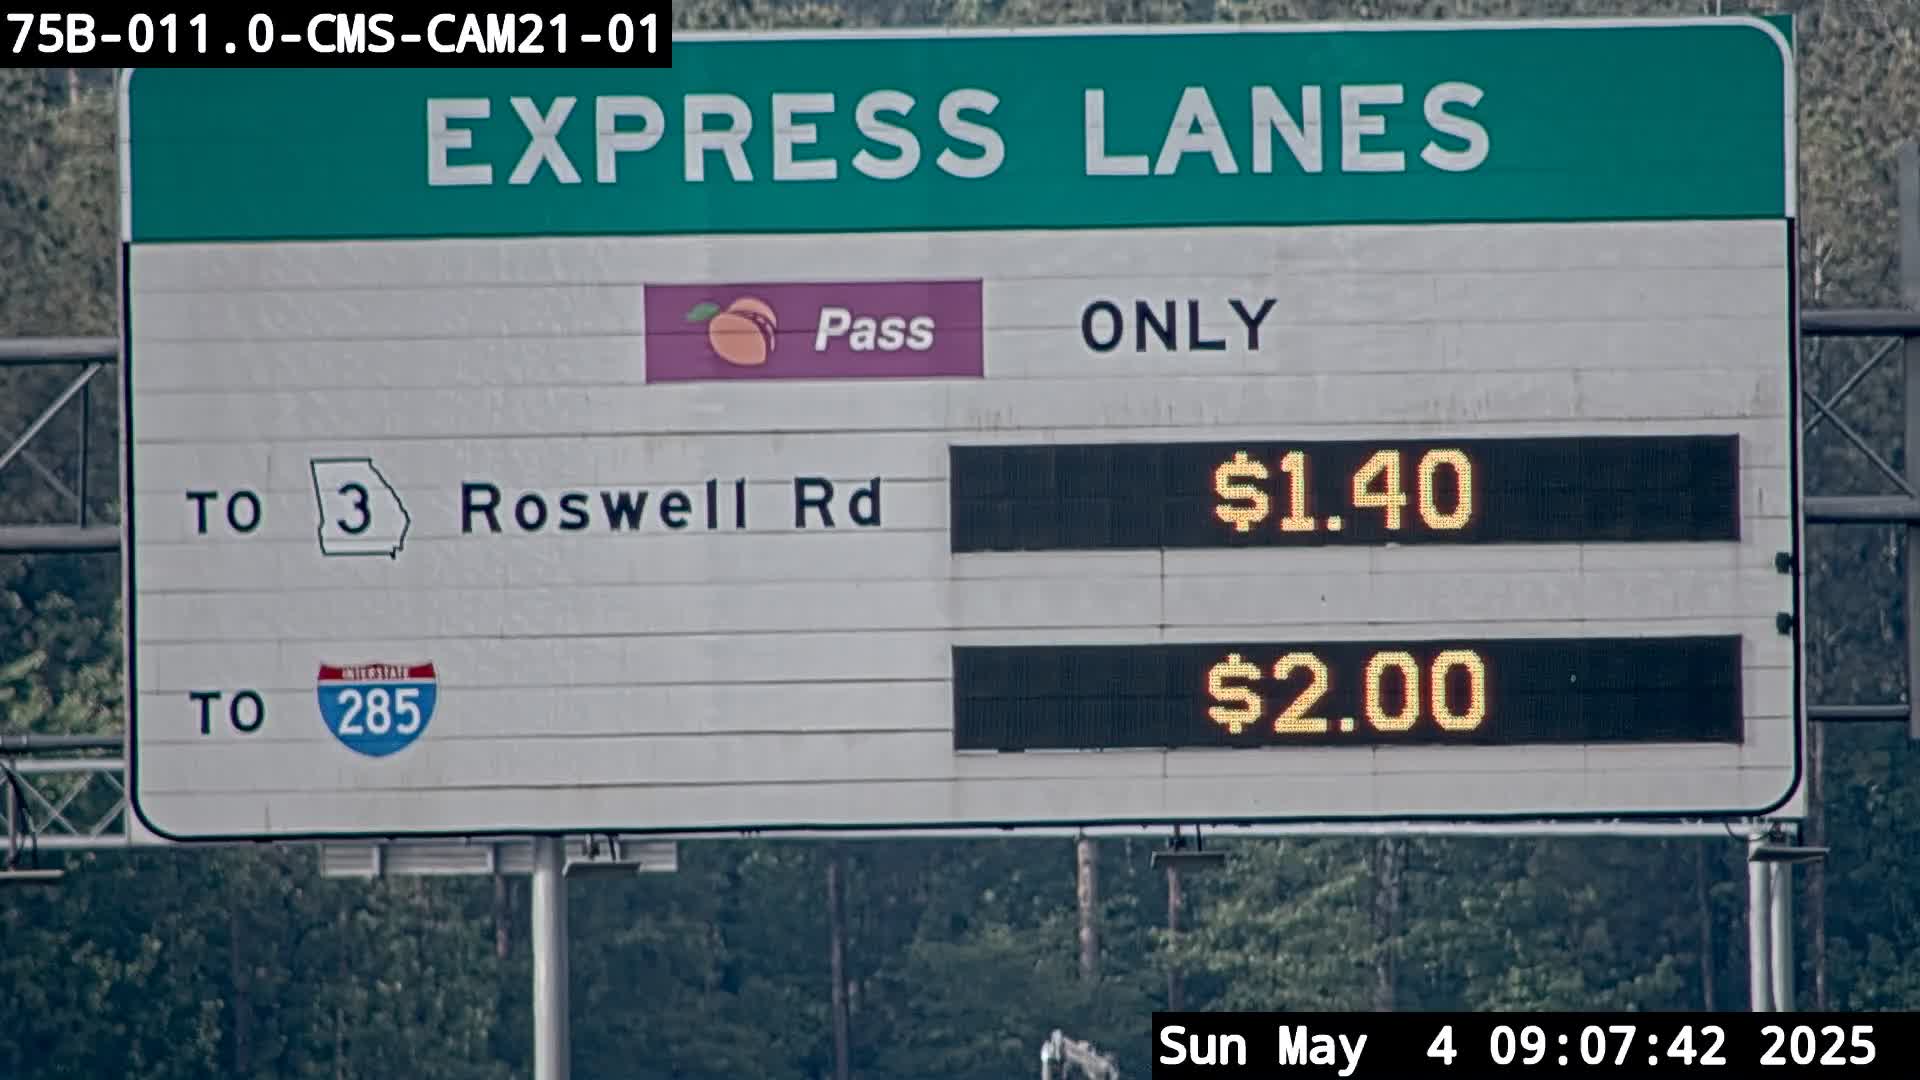 75B-011.0-CMS-CAM21-01
EXPRESS LANES
Pass ONLY
TO 3 Roswell Rd $1.40
TO INTERSTATE 285 $2.00
Sun May 4 09:07:42 2025